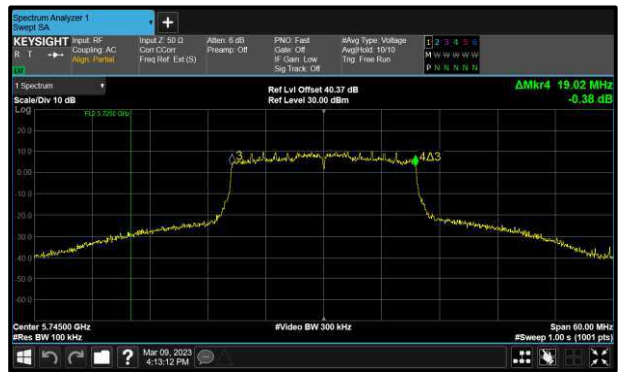 Spectrum Analyzer 1
Swept SA
+
KEYSIGHT
R T
Input: RF
Coupling: AC
Align: Partial
Input Z: 50 Ω
Corr CCorr
Freq Ref: Ext (S)
Atten: 6 dB
Preamp: Off
PNO: Fast
Gate: Off
IF Gain: Low
Sig Track: Off
#Avg Type: Voltage
Avg|Hold: 10/10
Trig: Free Run
1 2 3 4 5 6
M W W W W W
P N N N N N
1 Spectrum
Scale/Div 10 dB
Log
Ref Lvl Offset 40.37 dB
Ref Level 30.00 dBm
ΔMkr4 19.02 MHz
-0.38 dB
20.0
10.0
0.00
-10.0
-20.0
-30.0
-40.0
-50.0
-60.0
3
4Δ3
Center 5.74500 GHz
#Res BW 100 kHz
#Video BW 300 kHz
Span 60.00 MHz
#Sweep 1.00 s (1001 pts)
?
Mar 09, 2023
4:13:12 PM